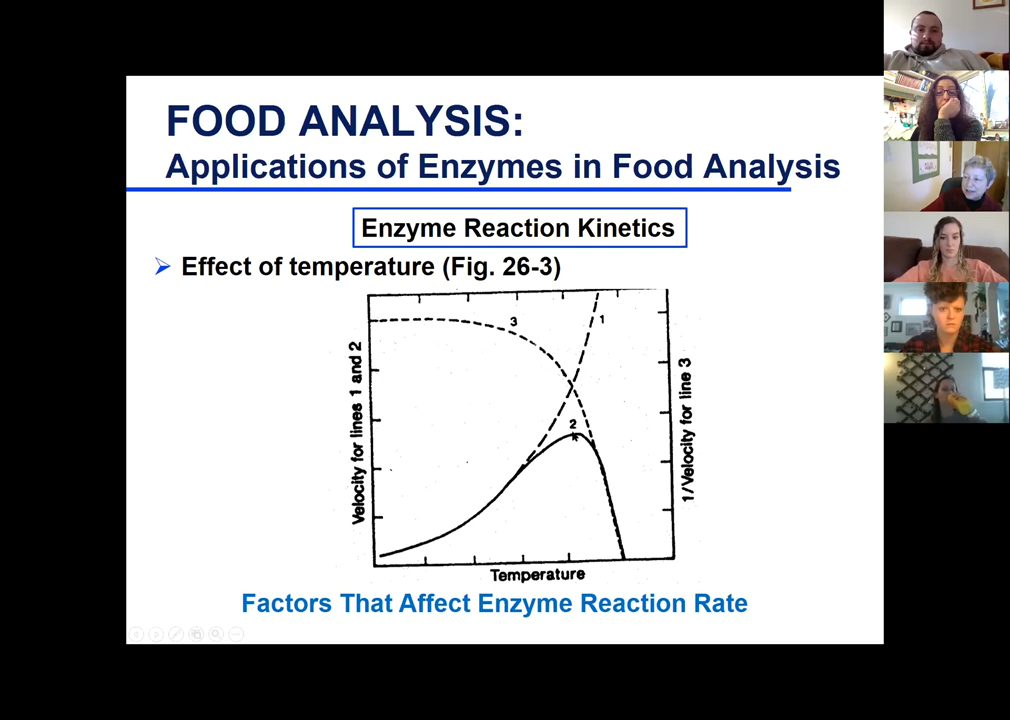 FOOD ANALYSIS:
Applications of Enzymes in Food Analysis
Enzyme Reaction Kinetics
Effect of temperature (Fig. 26-3)
3
1
2
Velocity for lines 1 and 2
1/Velocity for line 3
Temperature
Factors That Affect Enzyme Reaction Rate